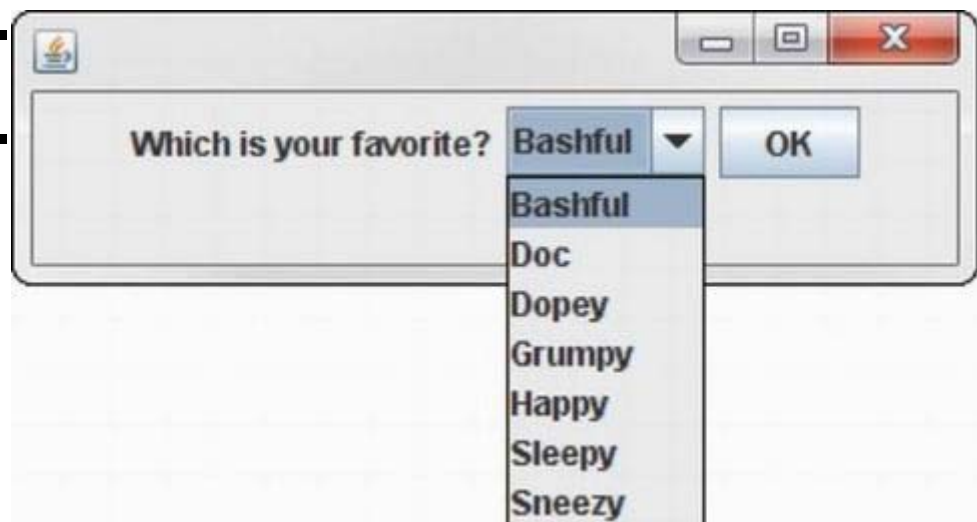 Which is your favorite? Bashful OK
Bashful
Doc
Dopey
Grumpy
Happy
Sleepy
Sneezy